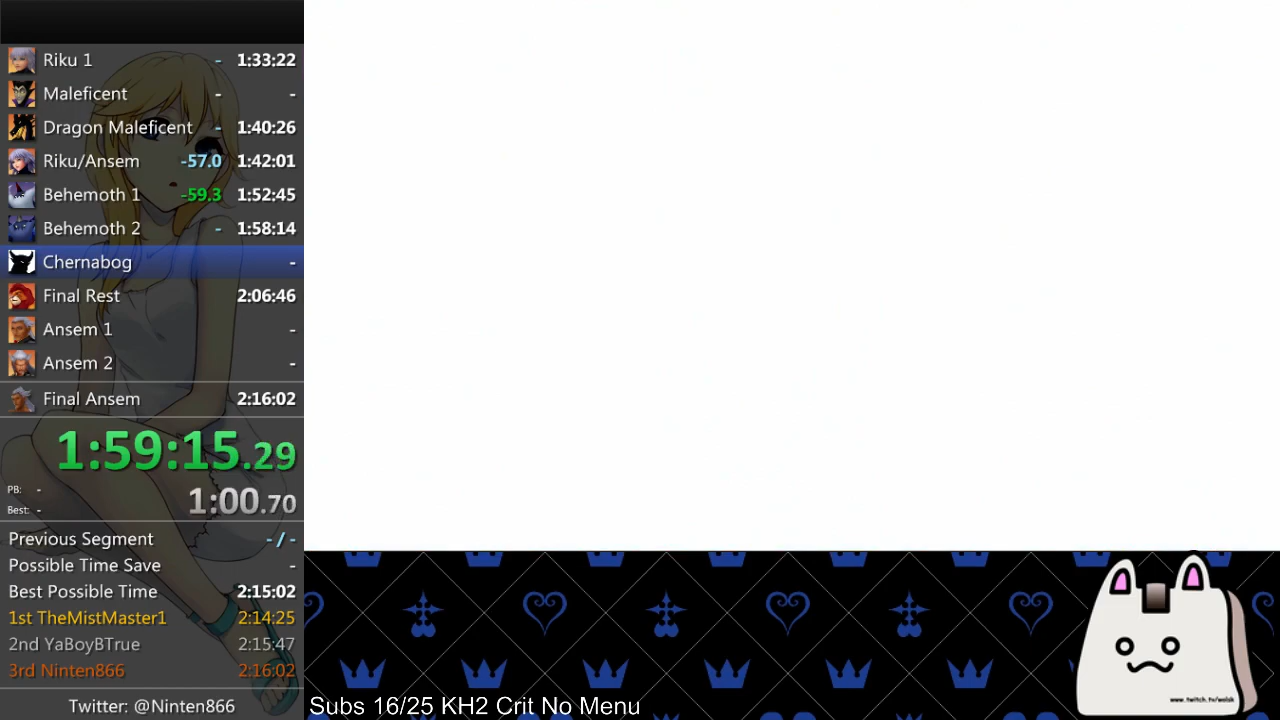 Riku 1 - 1:33:22
Maleficent - -
Dragon Maleficent - 1:40:26
Riku/Ansem -57.0 1:42:01
Behemoth 1 -59.3 1:52:45
Behemoth 2 - 1:58:14
Chernabog -
Final Rest 2:06:46
Ansem 1 -
Ansem 2 -
Final Ansem 2:16:02
1:59:15.29
PB: -
1:00.70
Best: -
Previous Segment - / -
Possible Time Save -
Best Possible Time 2:15:02
1st TheMistMaster1 2:14:25
2nd YaBoyBTrue 2:15:47
3rd Ninten866 2:16:02
Twitter: @Ninten866
Subs 16/25 KH2 Crit No Menu